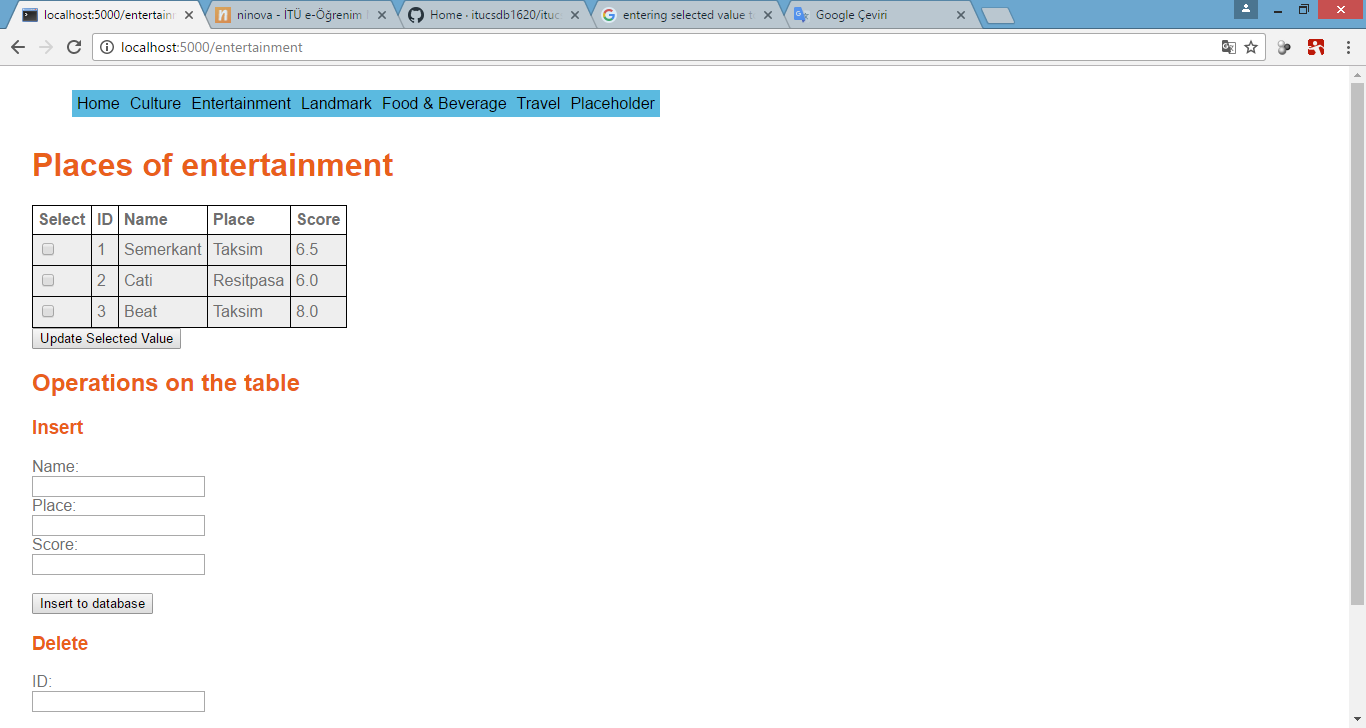 localhost:5000/entertainm
ninova - İTÜ e-Öğrenim
Home · itucsdb1620/itucs
entering selected value t
Google Çeviri
localhost:5000/entertainment
Home Culture Entertainment Landmark Food & Beverage Travel Placeholder
Places of entertainment
Select ID Name Place Score
1 Semerkant Taksim 6.5
2 Cati Resitpasa 6.0
3 Beat Taksim 8.0
Update Selected Value
Operations on the table
Insert
Name:
Place:
Score:
Insert to database
Delete
ID: